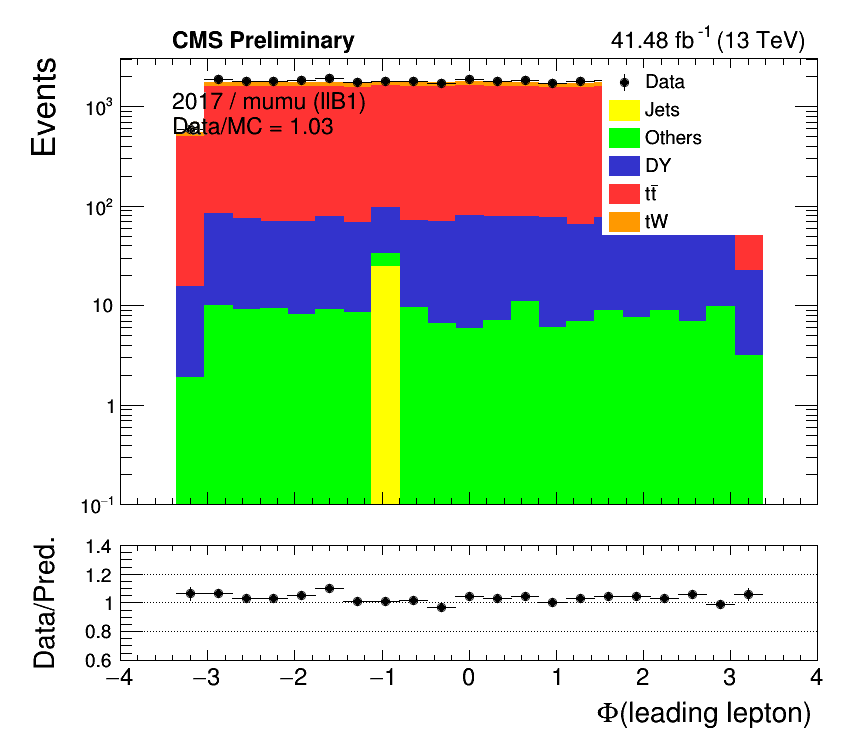 CMS Preliminary
41.48 fb⁻¹ (13 TeV)
Events
2017 / mumu (llB1)
Data/MC = 1.03
Data
Jets
Others
DY
tt̄
tW
10³
10²
10
1
10⁻¹
Data/Pred.
1.4
1.2
1
0.8
0.6
−4 −3 −2 −1 0 1 2 3 4
Φ(leading lepton)